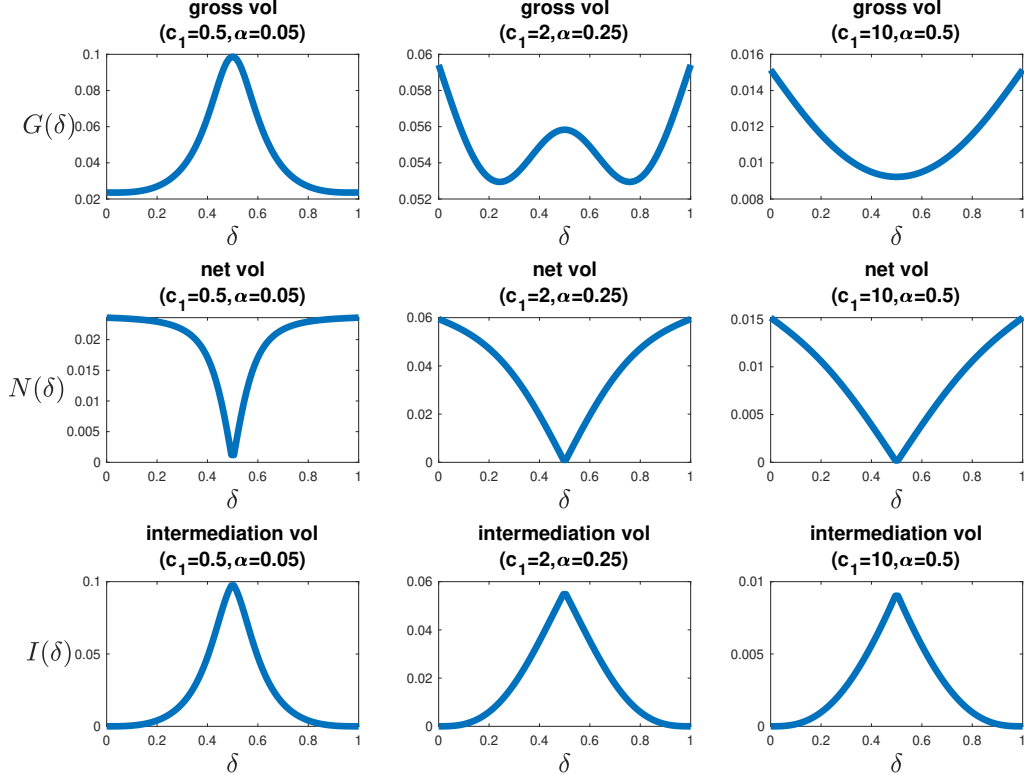 gross vol
(c1=0.5,α=0.05)
0.1
0.08
0.06
0.04
0.02
0 0.2 0.4 0.6 0.8 1
δ
G(δ)
gross vol
(c1=2,α=0.25)
0.06
0.058
0.056
0.054
0.052
0 0.2 0.4 0.6 0.8 1
δ
gross vol
(c1=10,α=0.5)
0.016
0.014
0.012
0.01
0.008
0 0.2 0.4 0.6 0.8 1
δ
net vol
(c1=0.5,α=0.05)
0.02
0.015
0.01
0.005
0
0 0.2 0.4 0.6 0.8 1
δ
N(δ)
net vol
(c1=2,α=0.25)
0.06
0.04
0.02
0
0 0.2 0.4 0.6 0.8 1
δ
net vol
(c1=10,α=0.5)
0.015
0.01
0.005
0
0 0.2 0.4 0.6 0.8 1
δ
intermediation vol
(c1=0.5,α=0.05)
0.1
0.05
0
0 0.2 0.4 0.6 0.8 1
δ
I(δ)
intermediation vol
(c1=2,α=0.25)
0.06
0.04
0.02
0
0 0.2 0.4 0.6 0.8 1
δ
intermediation vol
(c1=10,α=0.5)
0.01
0.005
0
0 0.2 0.4 0.6 0.8 1
δ